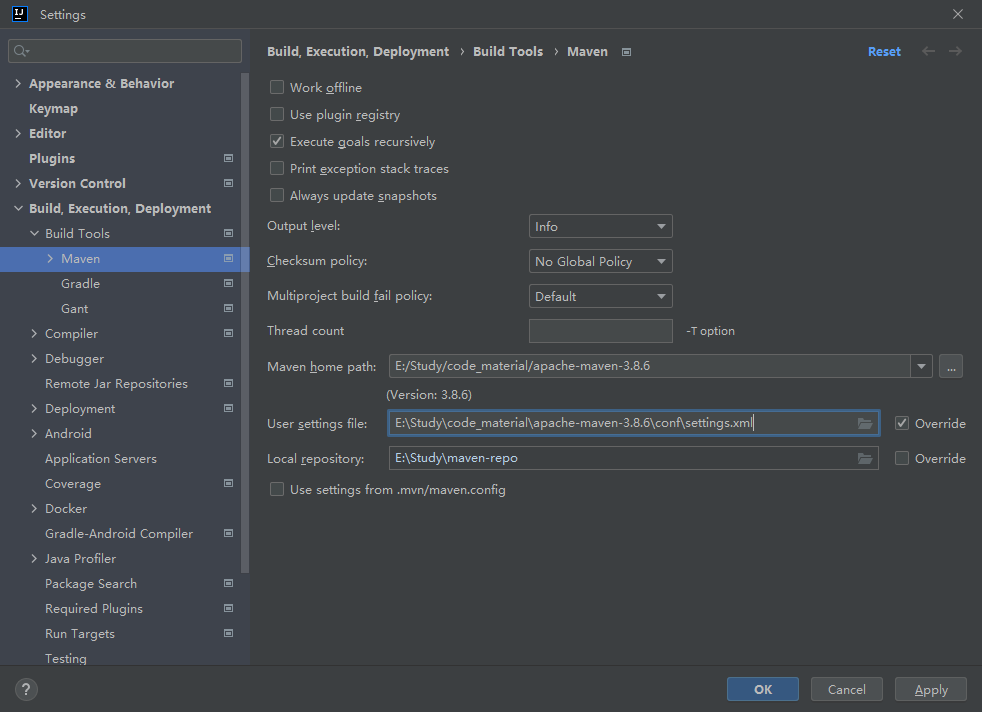 Settings
Appearance & Behavior
Keymap
Editor
Plugins
Version Control
Build, Execution, Deployment
Build Tools
Maven
Gradle
Gant
Compiler
Debugger
Remote Jar Repositories
Deployment
Android
Application Servers
Coverage
Docker
Gradle-Android Compiler
Java Profiler
Package Search
Required Plugins
Run Targets
Testing
Build, Execution, Deployment › Build Tools › Maven
Reset
Work offline
Use plugin registry
Execute goals recursively
Print exception stack traces
Always update snapshots
Output level: Info
Checksum policy: No Global Policy
Multiproject build fail policy: Default
Thread count -T option
Maven home path: E:/Study/code_material/apache-maven-3.8.6 ...
(Version: 3.8.6)
User settings file: E:\Study\code_material\apache-maven-3.8.6\conf\settings.xml Override
Local repository: E:\Study\maven-repo Override
Use settings from .mvn/maven.config
? OK Cancel Apply